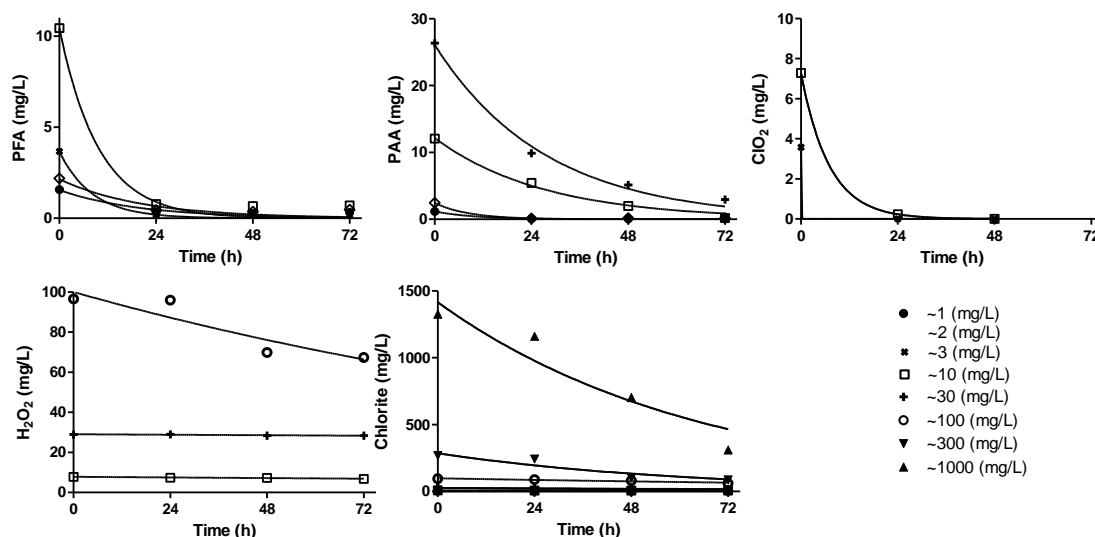 PFA (mg/L)
10
5
0
0 24 48 72
Time (h)
PAA (mg/L)
30
20
10
0
0 24 48 72
Time (h)
ClO₂ (mg/L)
8
6
4
2
0
0 24 48 72
Time (h)
H₂O₂ (mg/L)
100
80
60
40
20
0
0 24 48 72
Time (h)
Chlorite (mg/L)
1500
1000
500
0
0 24 48 72
Time (h)
~1 (mg/L)
~2 (mg/L)
~3 (mg/L)
~10 (mg/L)
~30 (mg/L)
~100 (mg/L)
~300 (mg/L)
~1000 (mg/L)